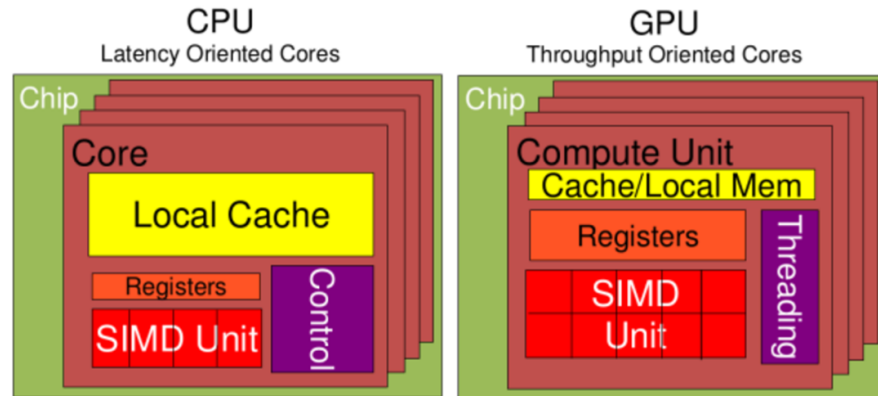 CPU
Latency Oriented Cores
Chip
Core
Local Cache
Registers
SIMD Unit
Control
GPU
Throughput Oriented Cores
Chip
Compute Unit
Cache/Local Mem
Registers
SIMD
Unit
Threading